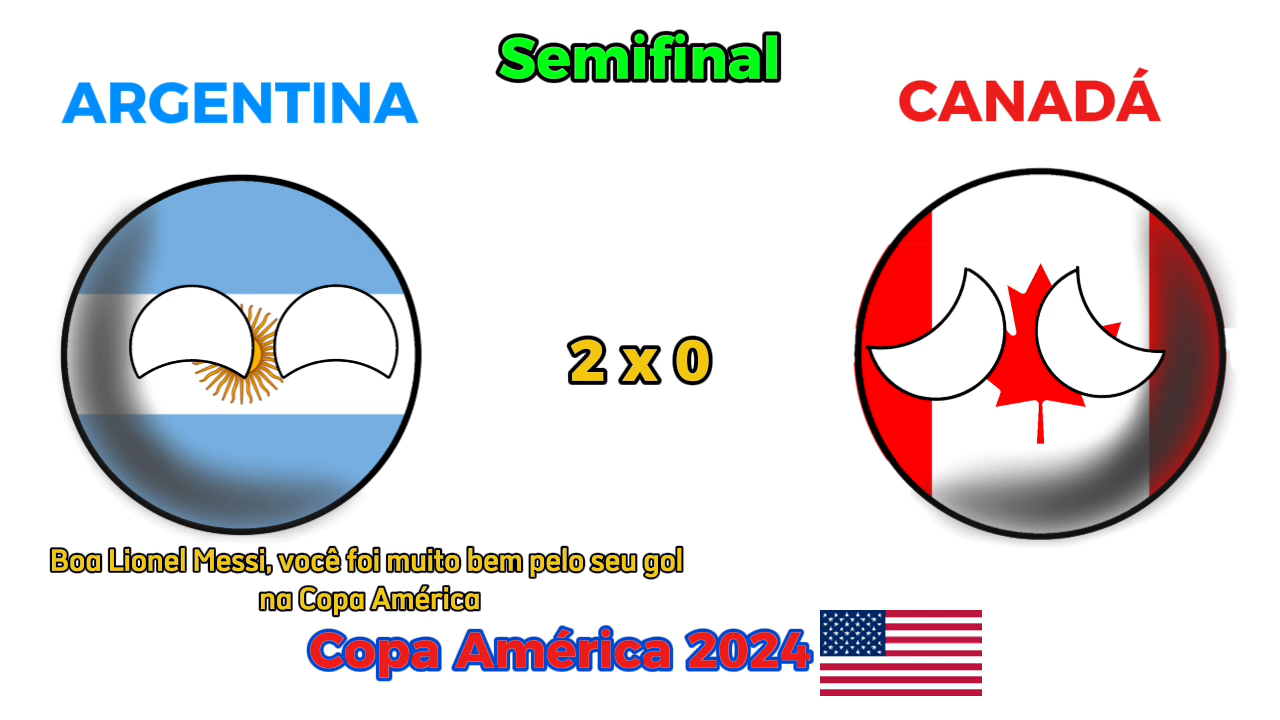 Semifinal
ARGENTINA
CANADÁ
2 x 0
Boa Lionel Messi, você foi muito bem pelo seu gol
na Copa América
Copa América 2024